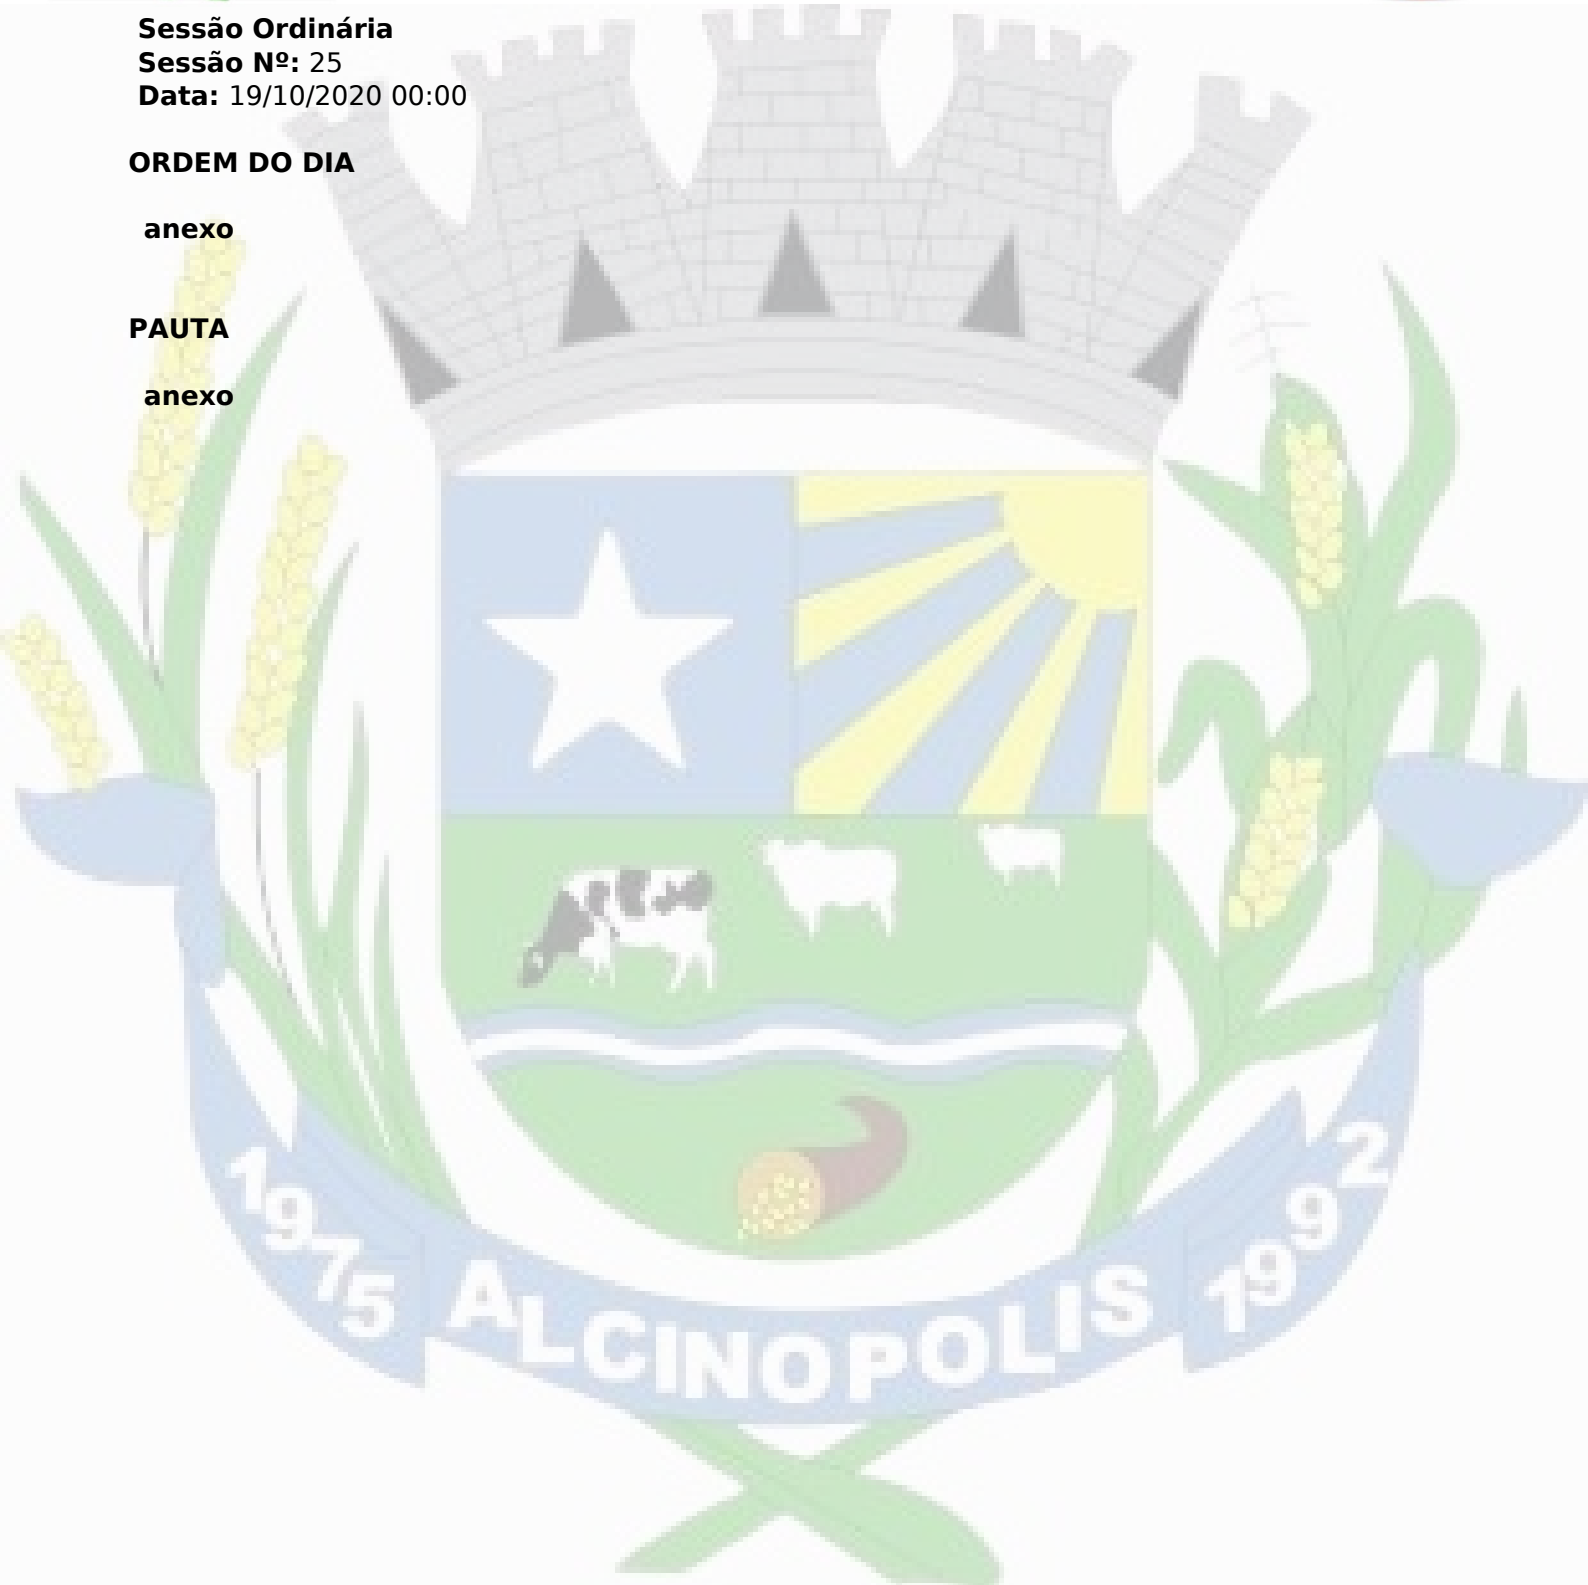 Sessão Ordinária
Sessão Nº: 25
Data: 19/10/2020 00:00
ORDEM DO DIA
anexo
PAUTA
anexo
1975
ALCINOPOLIS
1992